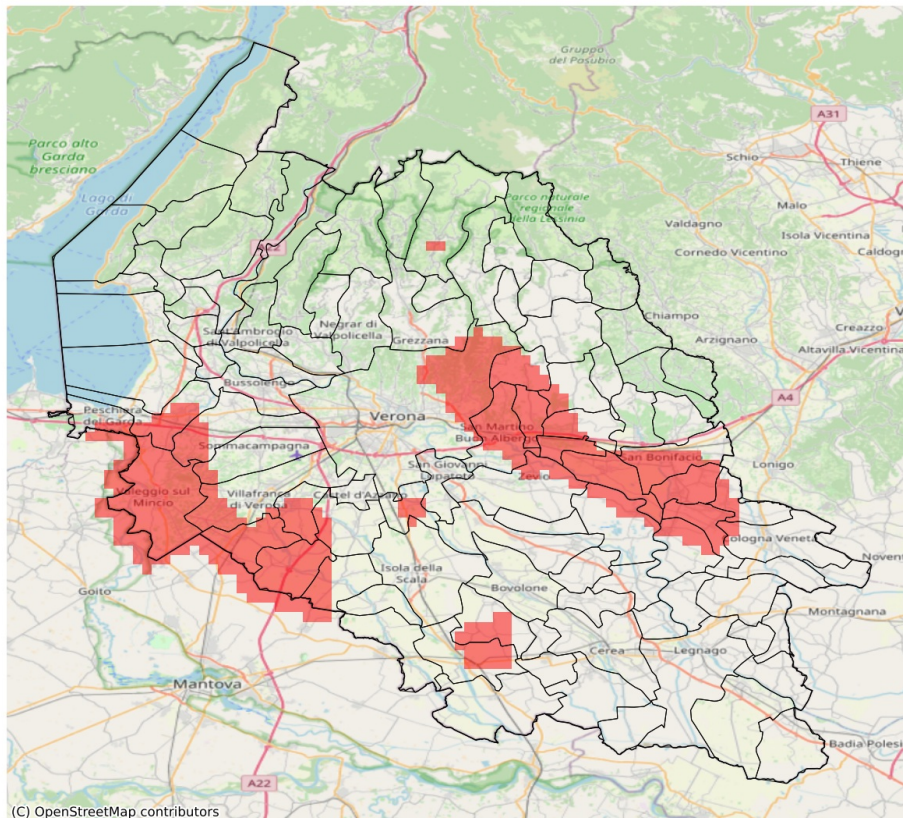 Gruppo
del Pasubio
A31
Parco alto
Garda
bresciano
Schio
Thiene
Lago di
Garda
Parco naturale
regionale
della Lessinia
Malo
Valdagno
Isola Vicentina
Cornedo Vicentino
Caldog
A22
Chiampo
Sant'Ambrogio
di Valpolicella
Negrar di
Valpolicella
Grezzana
Arzignano
Creazzo
Altavilla Vicentina
Bussolengo
A4
Peschiera
del Garda
Verona
Sommacampagna
San Martino
Buon Albergo
San Bonifacio
Lonigo
San Giovanni
Lupatoto
Zevio
Valeggio sul
Mincio
Villafranca
di Verona
Castel d'Azzano
Cologna Veneta
Novent
Isola della
Scala
Goito
Bovolone
Montagnana
Cerea
Legnago
Mantova
Badia Polesi
A22
(C) OpenStreetMap contributors